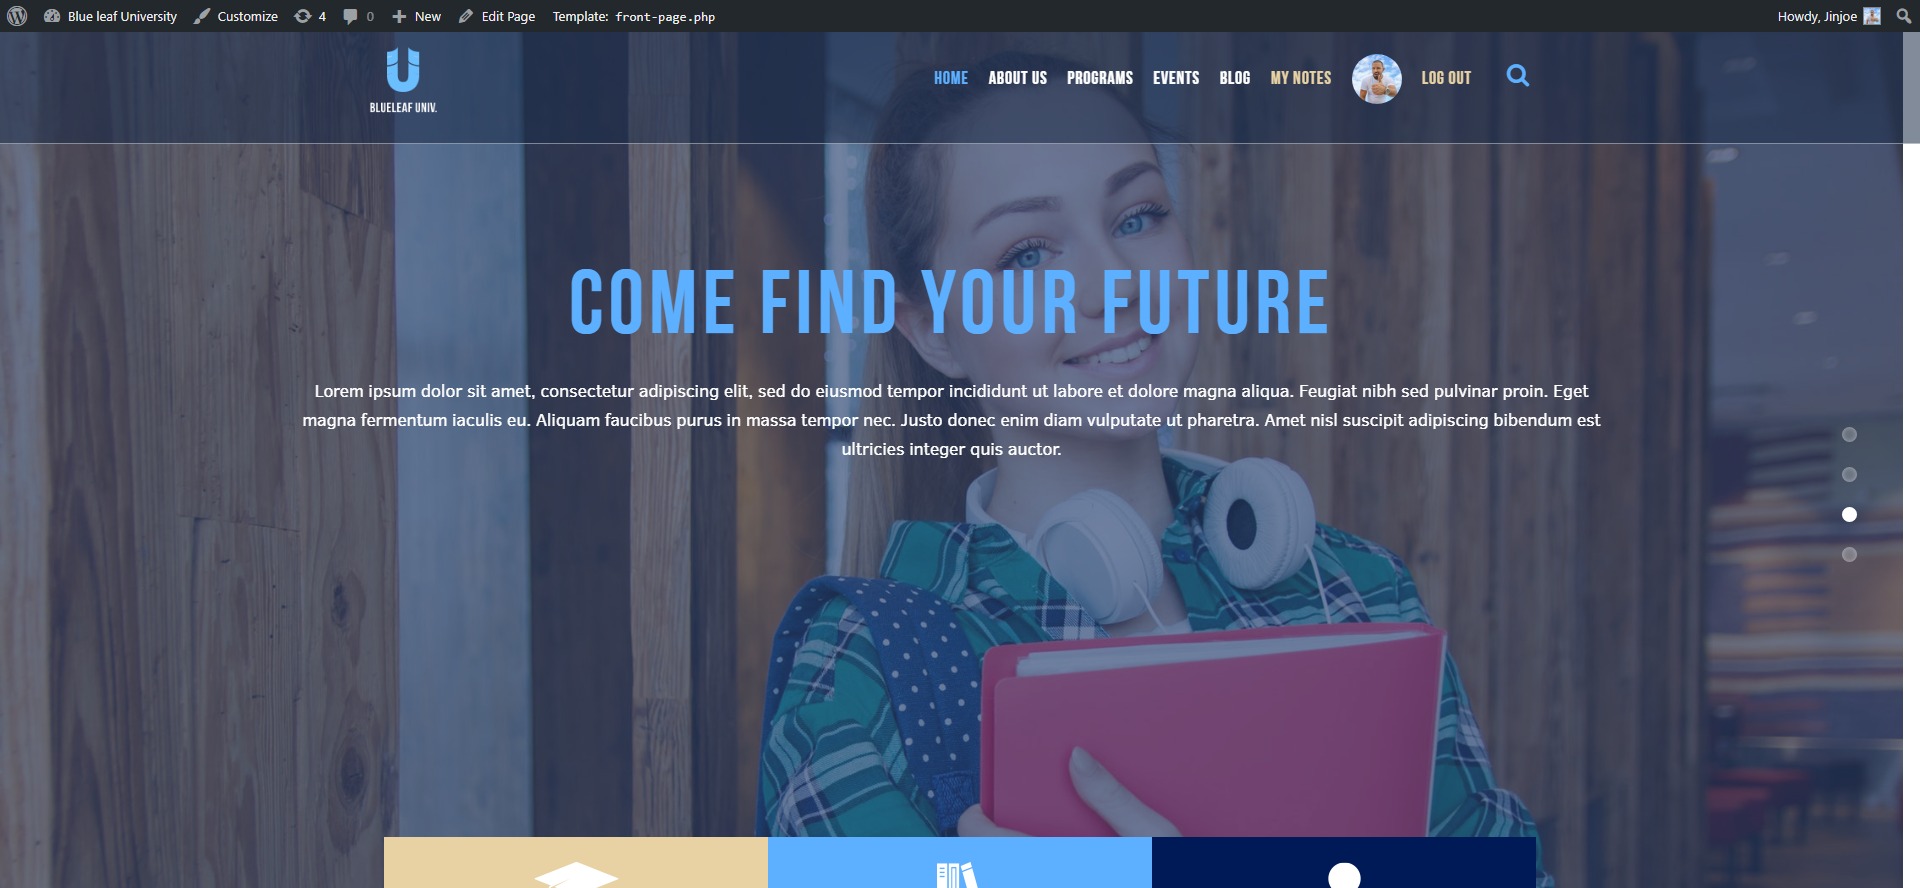 Blue leaf University Customize 4 0 New Edit Page Template: front-page.php Howdy, Jinjoe
U
BLUELEAF UNIV.
HOME ABOUT US PROGRAMS EVENTS BLOG MY NOTES LOG OUT
COME FIND YOUR FUTURE
Lorem ipsum dolor sit amet, consectetur adipiscing elit, sed do eiusmod tempor incididunt ut labore et dolore magna aliqua. Feugiat nibh sed pulvinar proin. Eget
magna fermentum iaculis eu. Aliquam faucibus purus in massa tempor nec. Justo donec enim diam vulputate ut pharetra. Amet nisl suscipit adipiscing bibendum est
ultricies integer quis auctor.